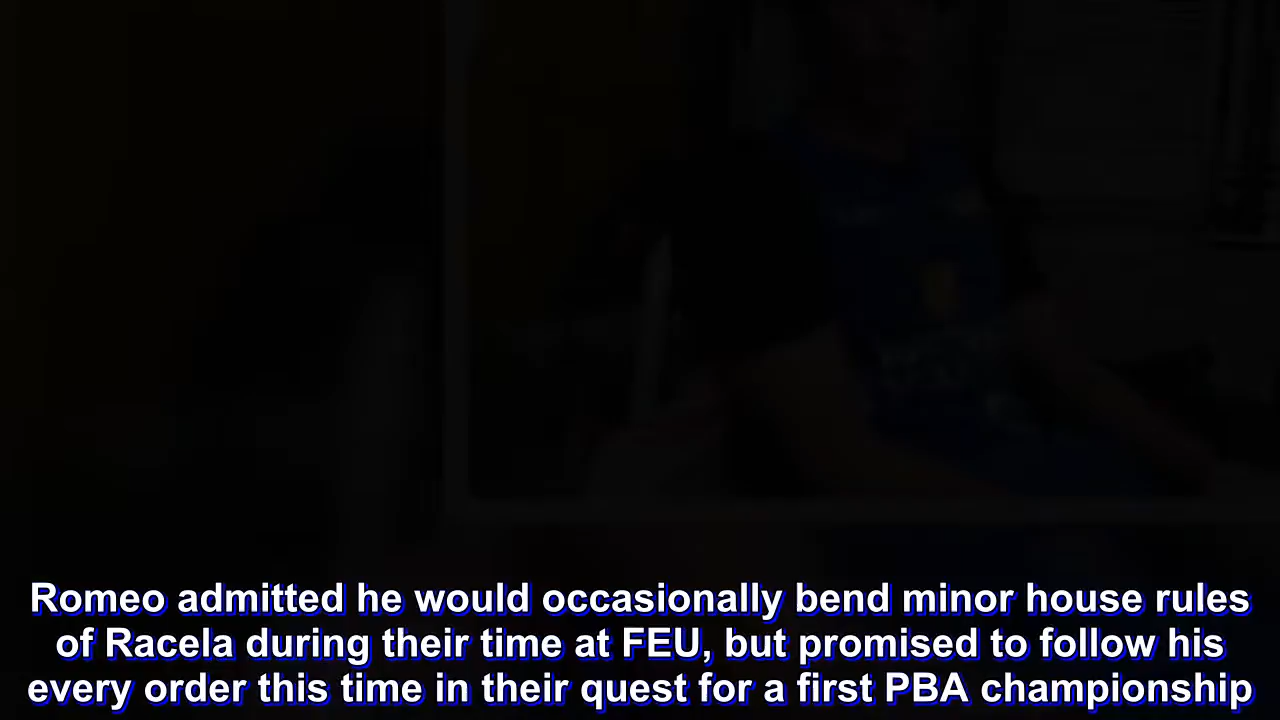 Romeo admitted he would occasionally bend minor house rules
of Racela during their time at FEU, but promised to follow his
every order this time in their quest for a first PBA championship